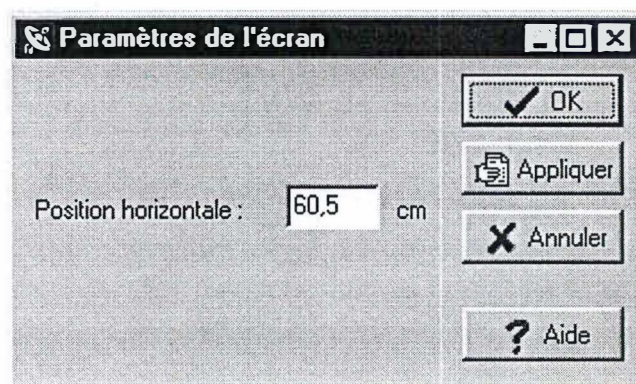 Paramètres de l'écran
OK
Appliquer
Position horizontale : 60,5 cm
Annuler
? Aide